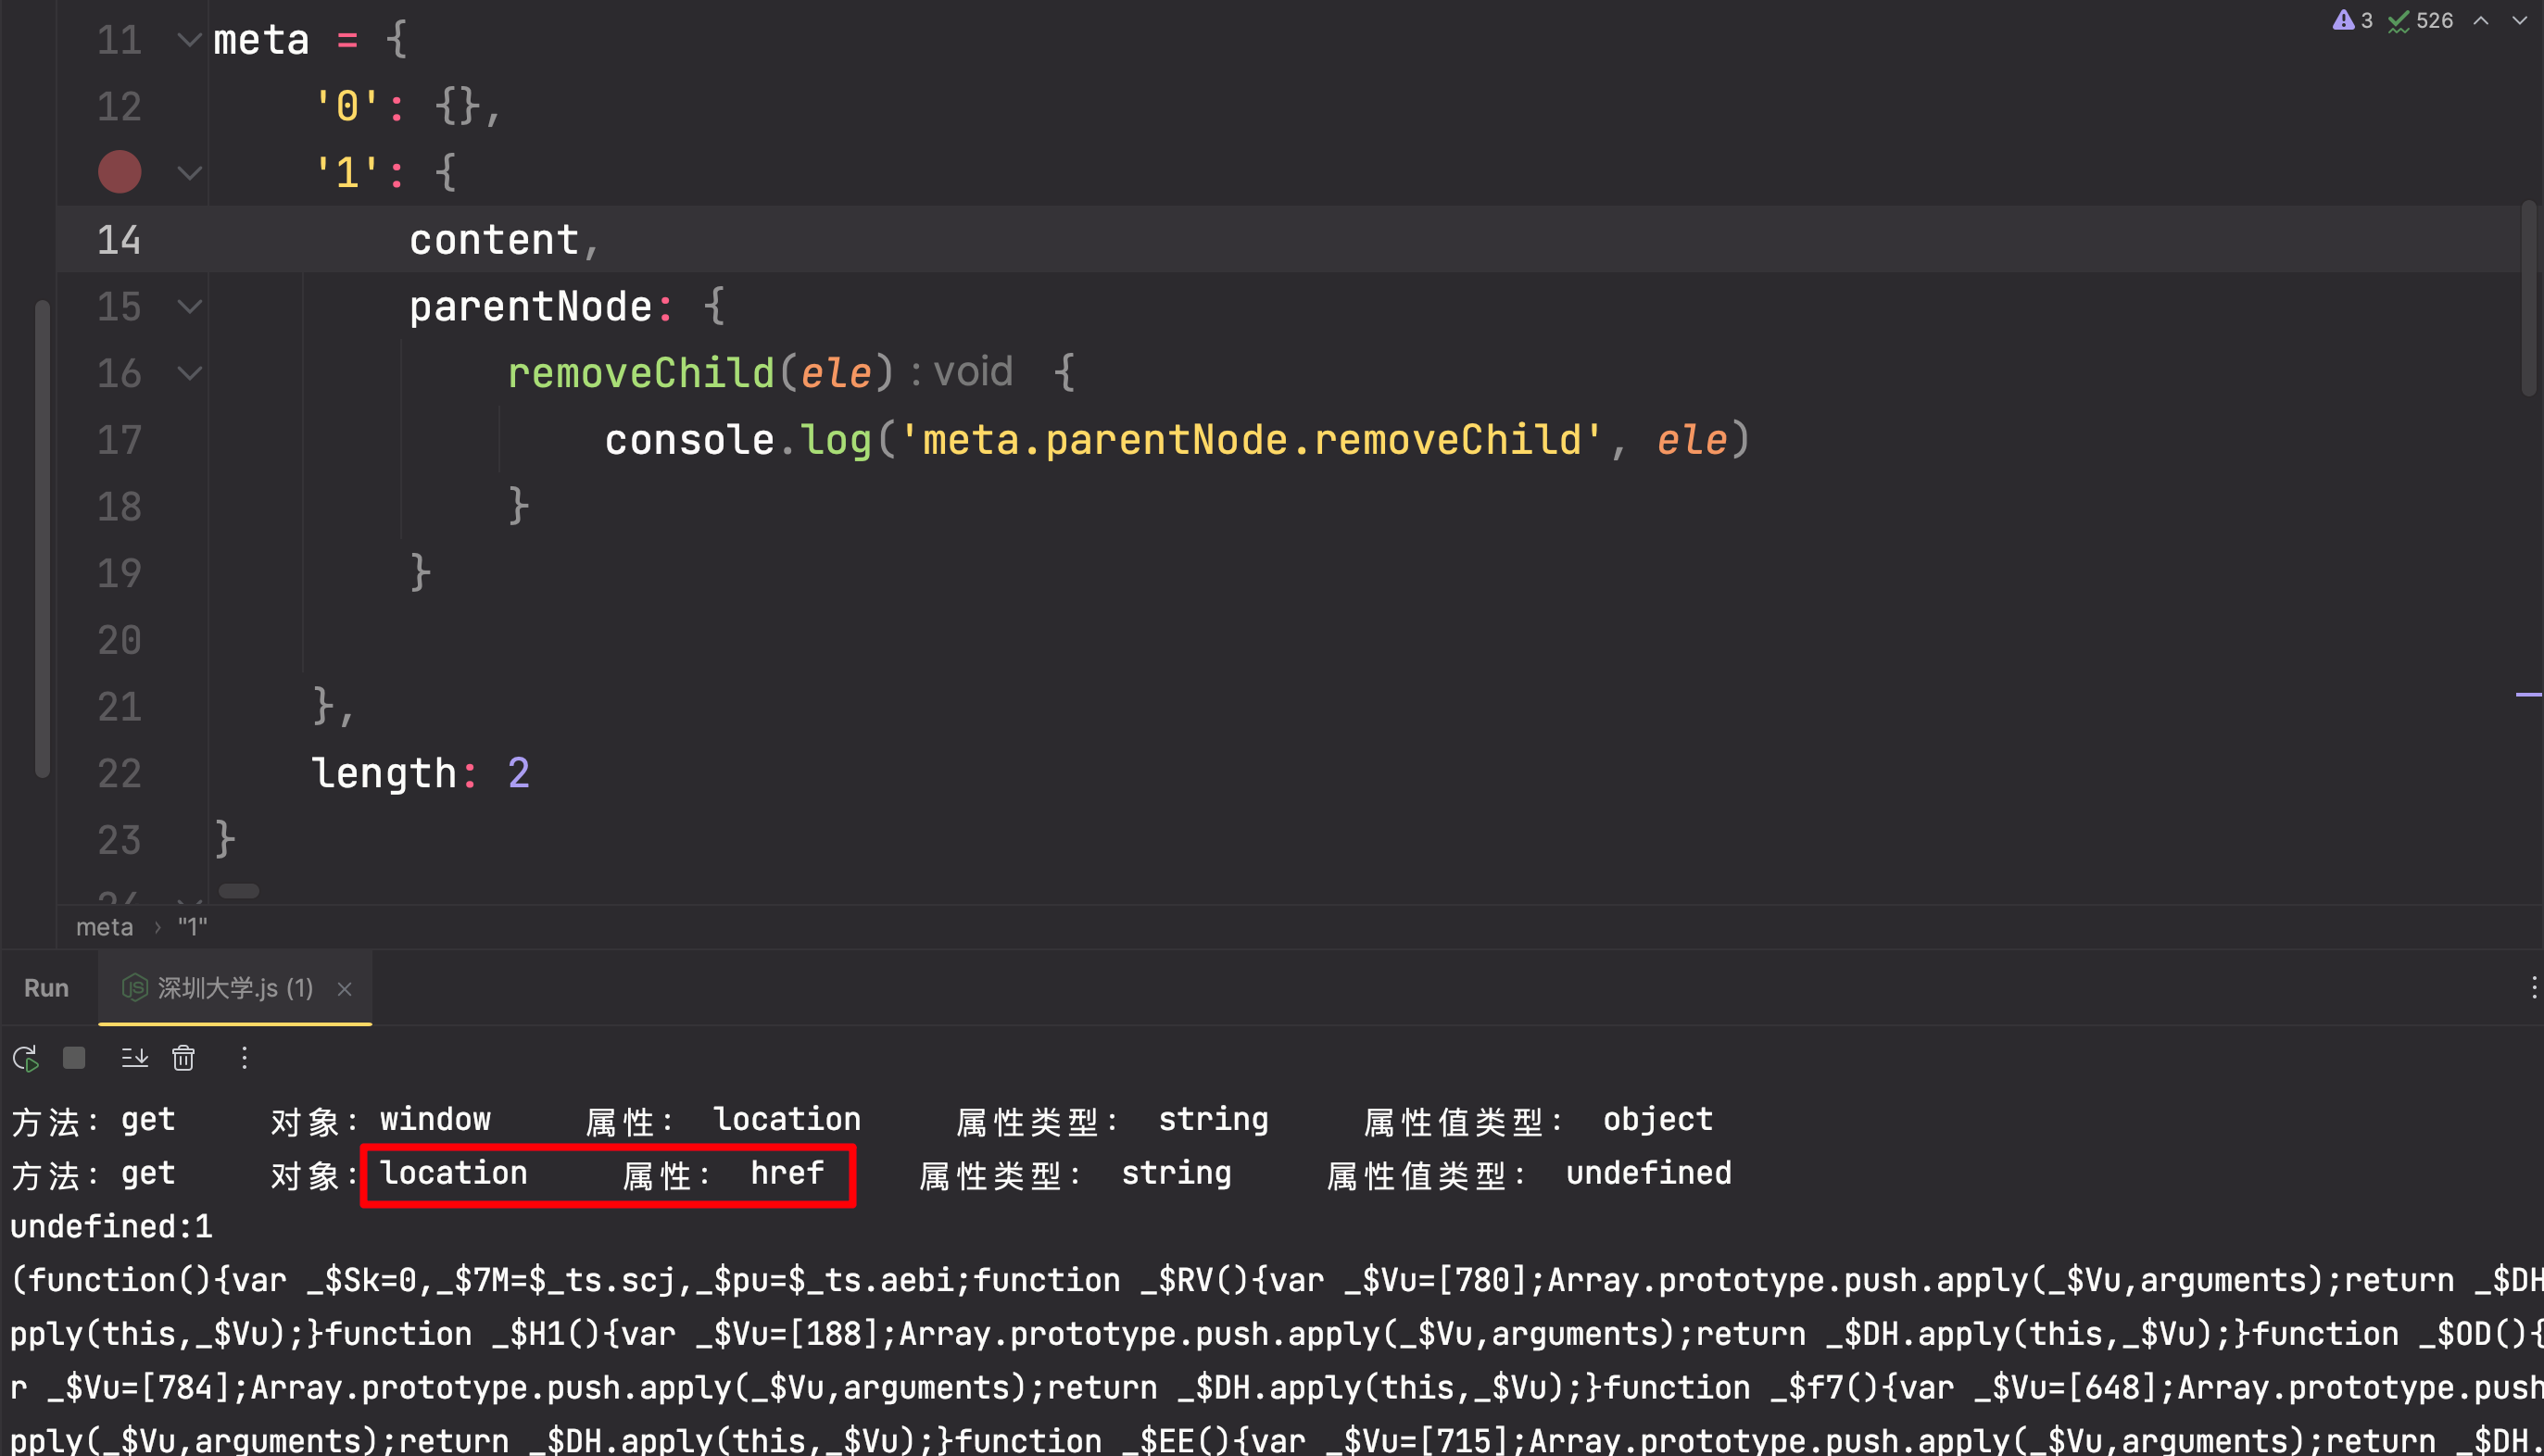 3 526
11 meta = {
12 '0': {},
'1': {
14 content,
15 parentNode: {
16 removeChild(ele) : void {
17 console.log('meta.parentNode.removeChild', ele)
18 }
19 }
20
21 },
22 length: 2
23 }
meta › "1"
Run 深圳大学.js (1)
方法: get 对象: window 属性: location 属性类型: string 属性值类型: object
方法: get 对象: location 属性: href 属性类型: string 属性值类型: undefined
undefined:1
(function(){var _$Sk=0,_$7M=$_ts.scj,_$pu=$_ts.aebi;function _$RV(){var _$Vu=[780];Array.prototype.push.apply(_$Vu,arguments);return _$DH
pply(this,_$Vu);}function _$H1(){var _$Vu=[188];Array.prototype.push.apply(_$Vu,arguments);return _$DH.apply(this,_$Vu);}function _$OD(){
r _$Vu=[784];Array.prototype.push.apply(_$Vu,arguments);return _$DH.apply(this,_$Vu);}function _$f7(){var _$Vu=[648];Array.prototype.push
pply(_$Vu,arguments);return _$DH.apply(this,_$Vu);}function _$EE(){var _$Vu=[715];Array.prototype.push.apply(_$Vu,arguments);return _$DH